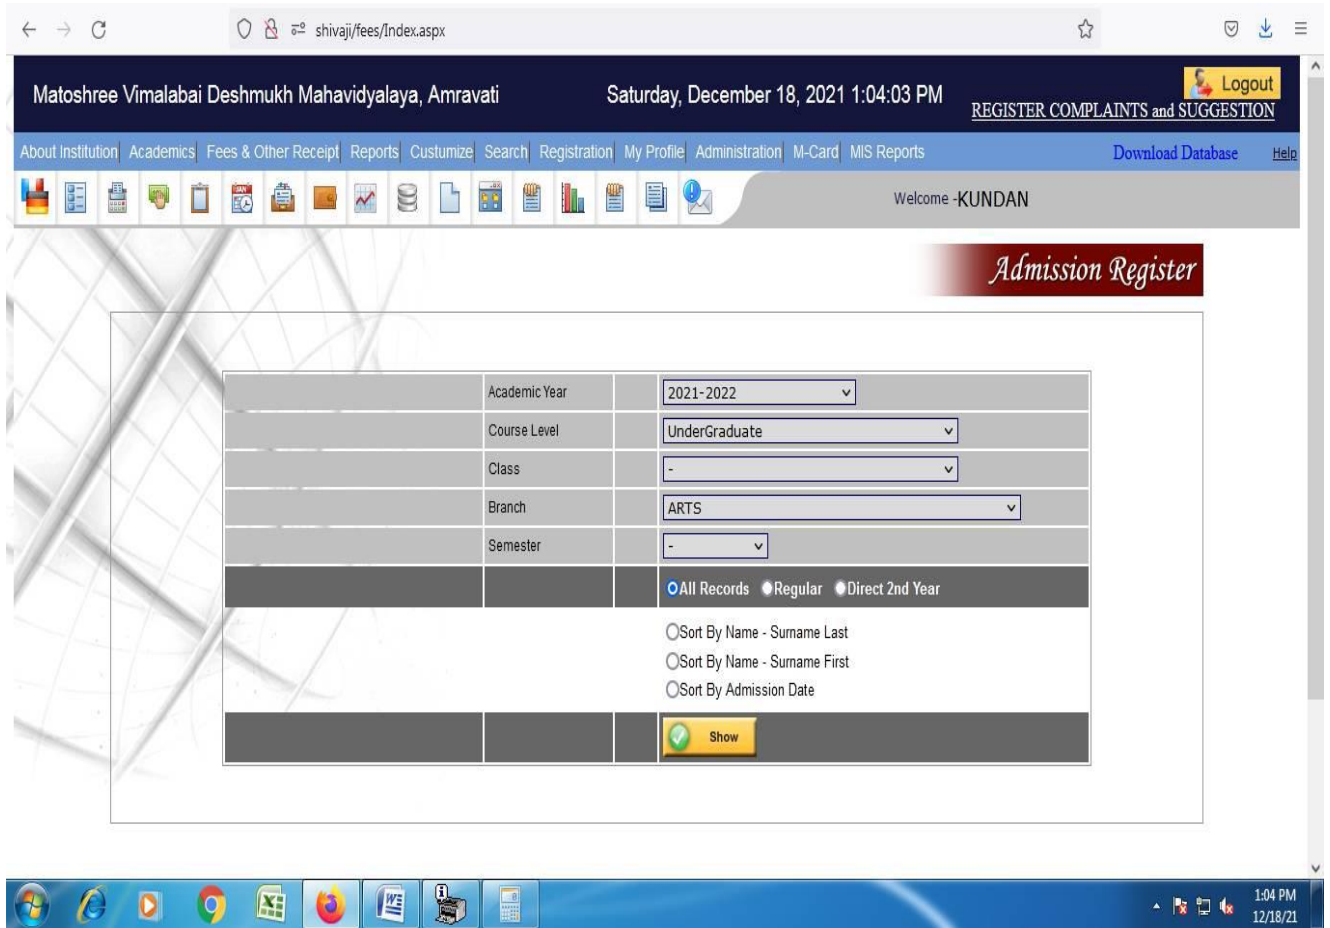 shivaji/fees/Index.aspx
Matoshree Vimalabai Deshmukh Mahavidyalaya, Amravati Saturday, December 18, 2021 1:04:03 PM Logout
REGISTER COMPLAINTS and SUGGESTION
About Institution Academics Fees & Other Receipt Reports Custumize Search Registration My Profile Administration M-Card MIS Reports Download Database Help
Welcome -KUNDAN
Admission Register
Academic Year 2021-2022
Course Level UnderGraduate
Class -
Branch ARTS
Semester -
All Records Regular Direct 2nd Year
Sort By Name - Surname Last
Sort By Name - Surname First
Sort By Admission Date
Show
1:04 PM
12/18/21